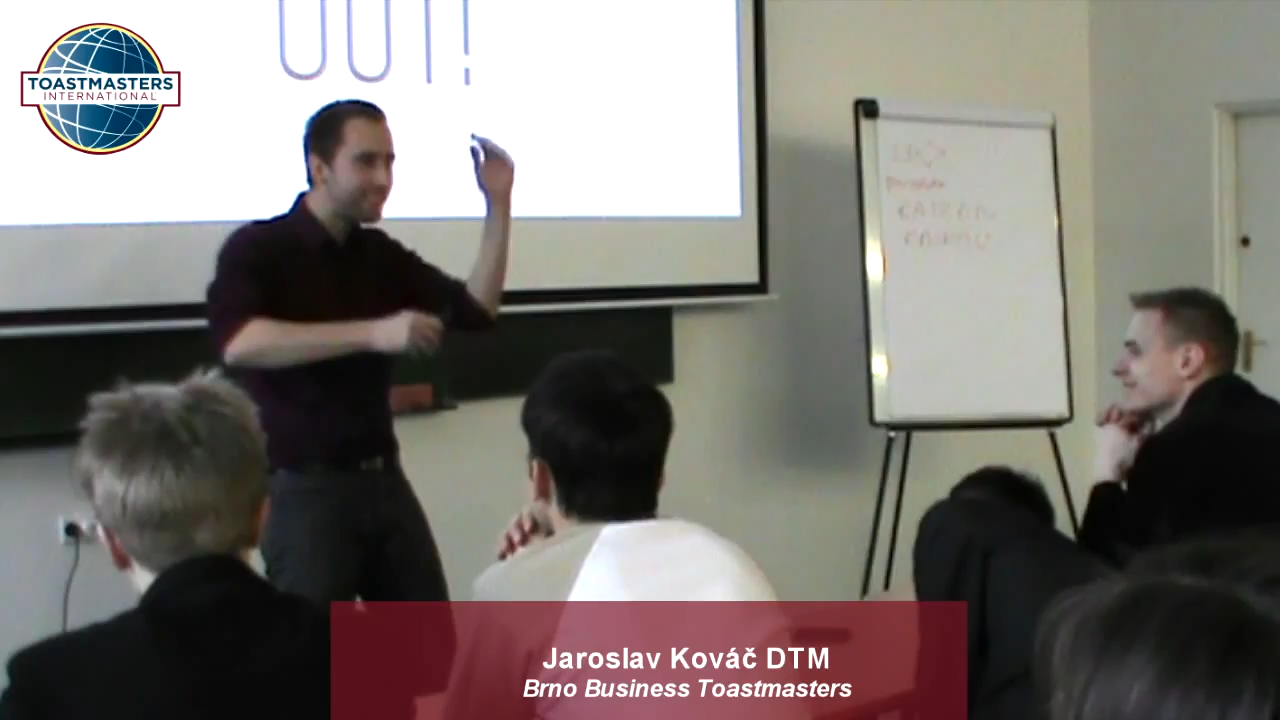 OUT!
TOASTMASTERS
INTERNATIONAL
Jaroslav Kováč DTM
Brno Business Toastmasters